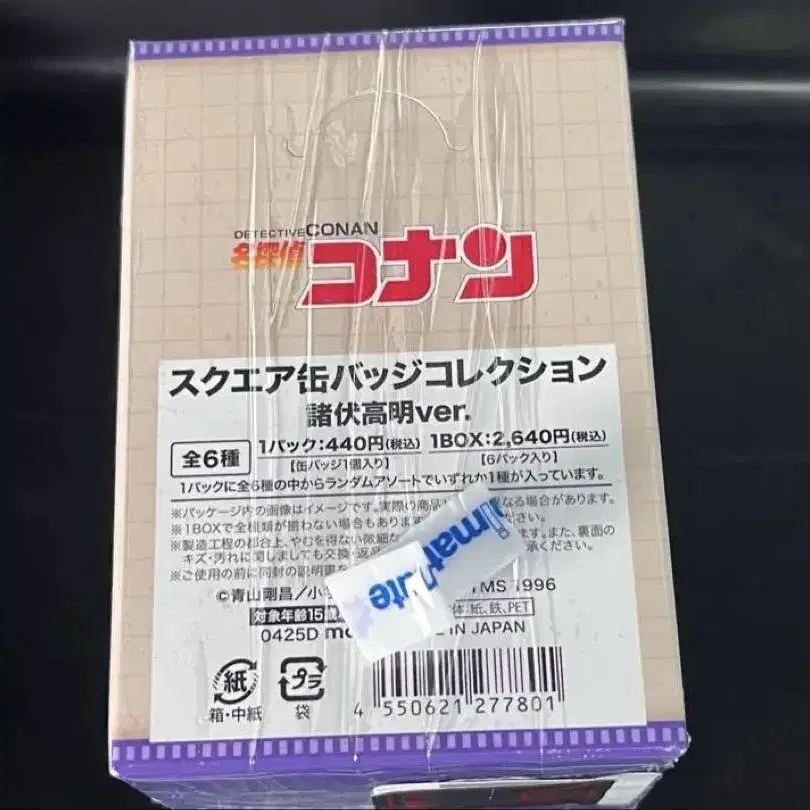 DETECTIVE CONAN
名探偵コナン
スクエア缶バッジコレクション
諸伏高明ver.
全6種
1パック:440円(税込) 1BOX:2,640円(税込)
【缶バッジ1個入り】 【6パック入り】
1パックに全6種の中からランダムアソートでいずれか1種が入っています。
※パッケージ内の画像はイメージです。実際の商品と なる場合があります。
※1BOXで全種類が揃わない場合もあります ください。
※製造工程の都合上、やむを得ない微細な ます。また、裏面の
キズ・汚れに関しましても交換・返品 承ください。
※ご使用の前に同封の説明書を
©青山剛昌/小 TMS 1996
対象年齢15歳 体:紙、鉄、PET
0425D IN JAPAN
紙 プラ
箱・中紙 袋
4 550621 277801